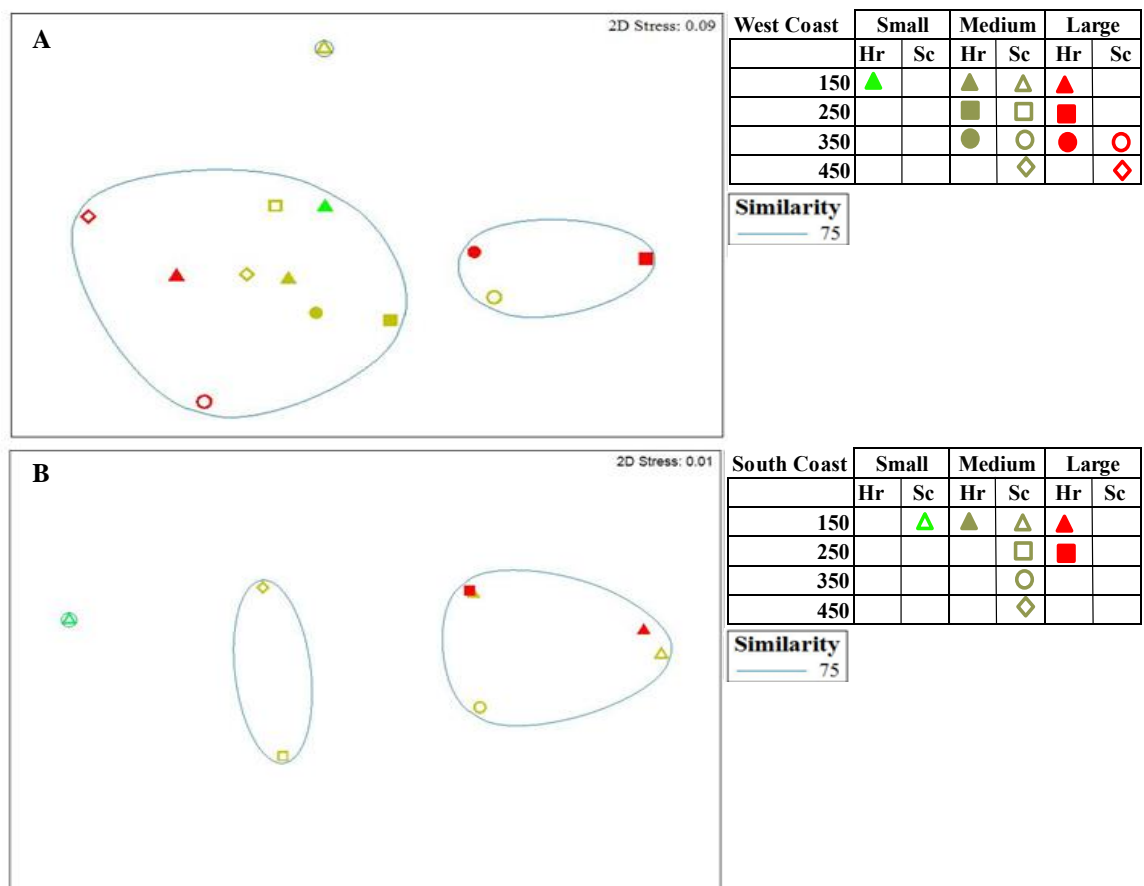 A
2D Stress: 0.09
West Coast Small Medium Large
Hr Sc Hr Sc Hr Sc
150
250
350
450
Similarity
75
B
2D Stress: 0.01
South Coast Small Medium Large
Hr Sc Hr Sc Hr Sc
150
250
350
450
Similarity
75